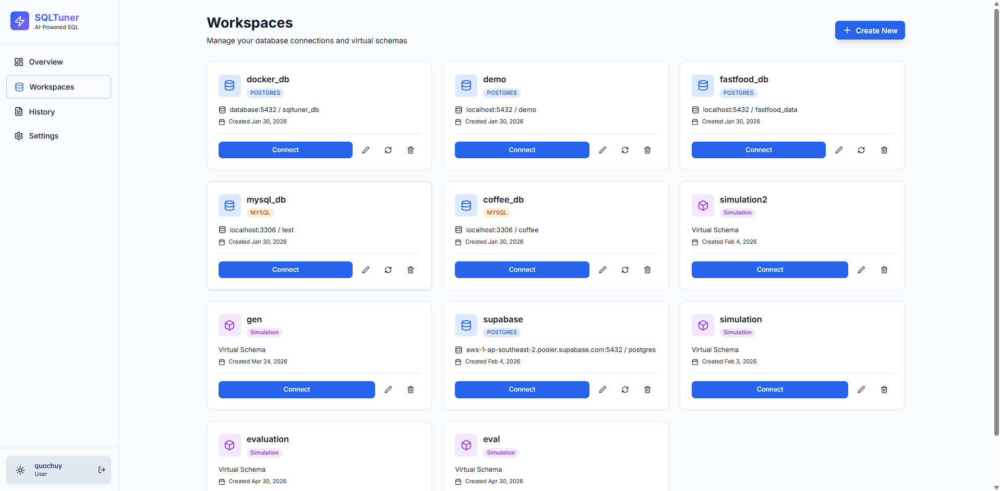 SQLTuner
AI-Powered SQL
Overview
Workspaces
History
Settings
quochuy
User
Workspaces
Manage your database connections and virtual schemas
Create New
docker_db
POSTGRES
database:5432 / sqltuner_db
Created Jan 30, 2026
Connect
demo
POSTGRES
localhost:5432 / demo
Created Jan 30, 2026
Connect
fastfood_db
POSTGRES
localhost:5432 / fastfood_data
Created Jan 30, 2026
Connect
mysql_db
MYSQL
localhost:3306 / test
Created Jan 30, 2026
Connect
coffee_db
MYSQL
localhost:3306 / coffee
Created Jan 30, 2026
Connect
simulation2
Simulation
Virtual Schema
Created Feb 4, 2026
Connect
gen
Simulation
Virtual Schema
Created Mar 24, 2026
Connect
supabase
POSTGRES
aws-1-ap-southeast-2.pooler.supabase.com:5432 / postgres
Created Feb 4, 2026
Connect
simulation
Simulation
Virtual Schema
Created Feb 3, 2026
Connect
evaluation
Simulation
Virtual Schema
Created Apr 30, 2026
eval
Simulation
Virtual Schema
Created Apr 30, 2026